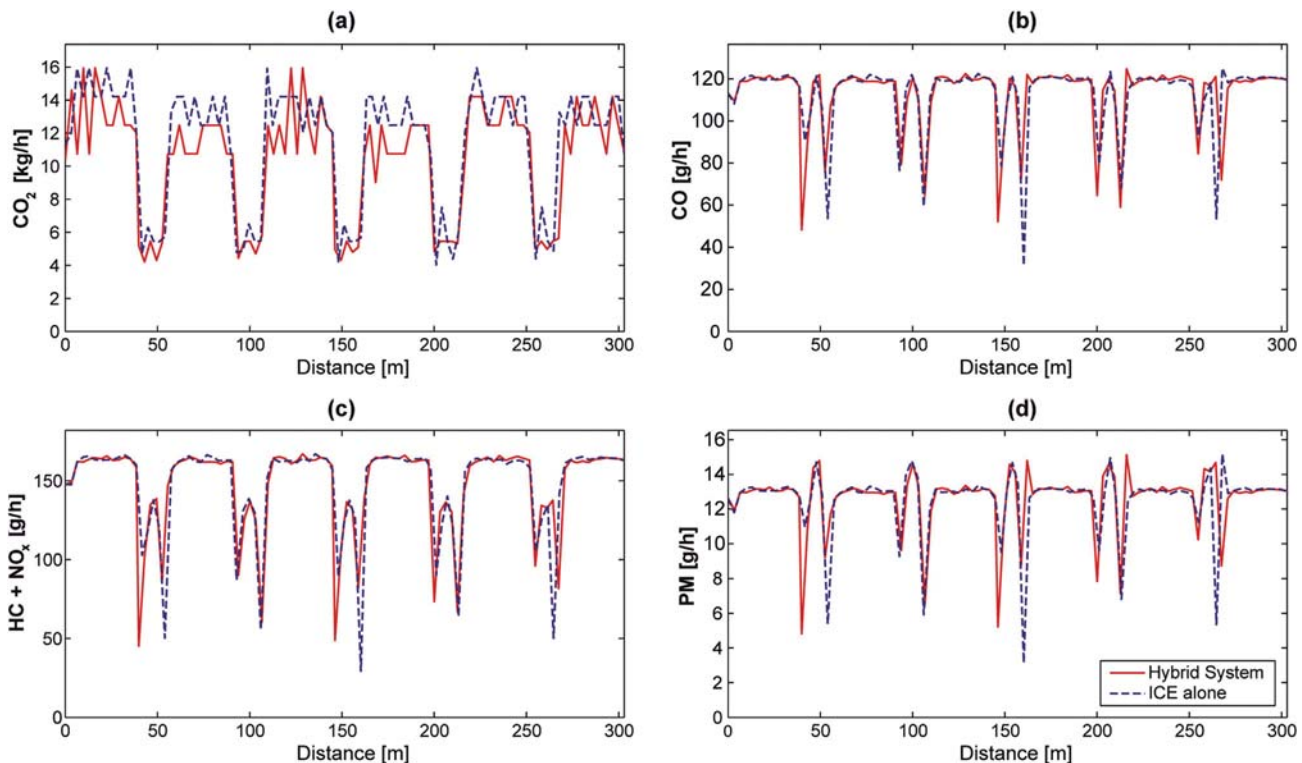 (a)
CO₂ [kg/h]
16
14
12
10
8
6
4
2
0
0 50 100 150 200 250 300
Distance [m]
(b)
CO [g/h]
120
100
80
60
40
20
0
0 50 100 150 200 250 300
Distance [m]
(c)
HC + NOₓ [g/h]
150
100
50
0
0 50 100 150 200 250 300
Distance [m]
(d)
PM [g/h]
16
14
12
10
8
6
4
2
0
0 50 100 150 200 250 300
Distance [m]
Hybrid System
ICE alone